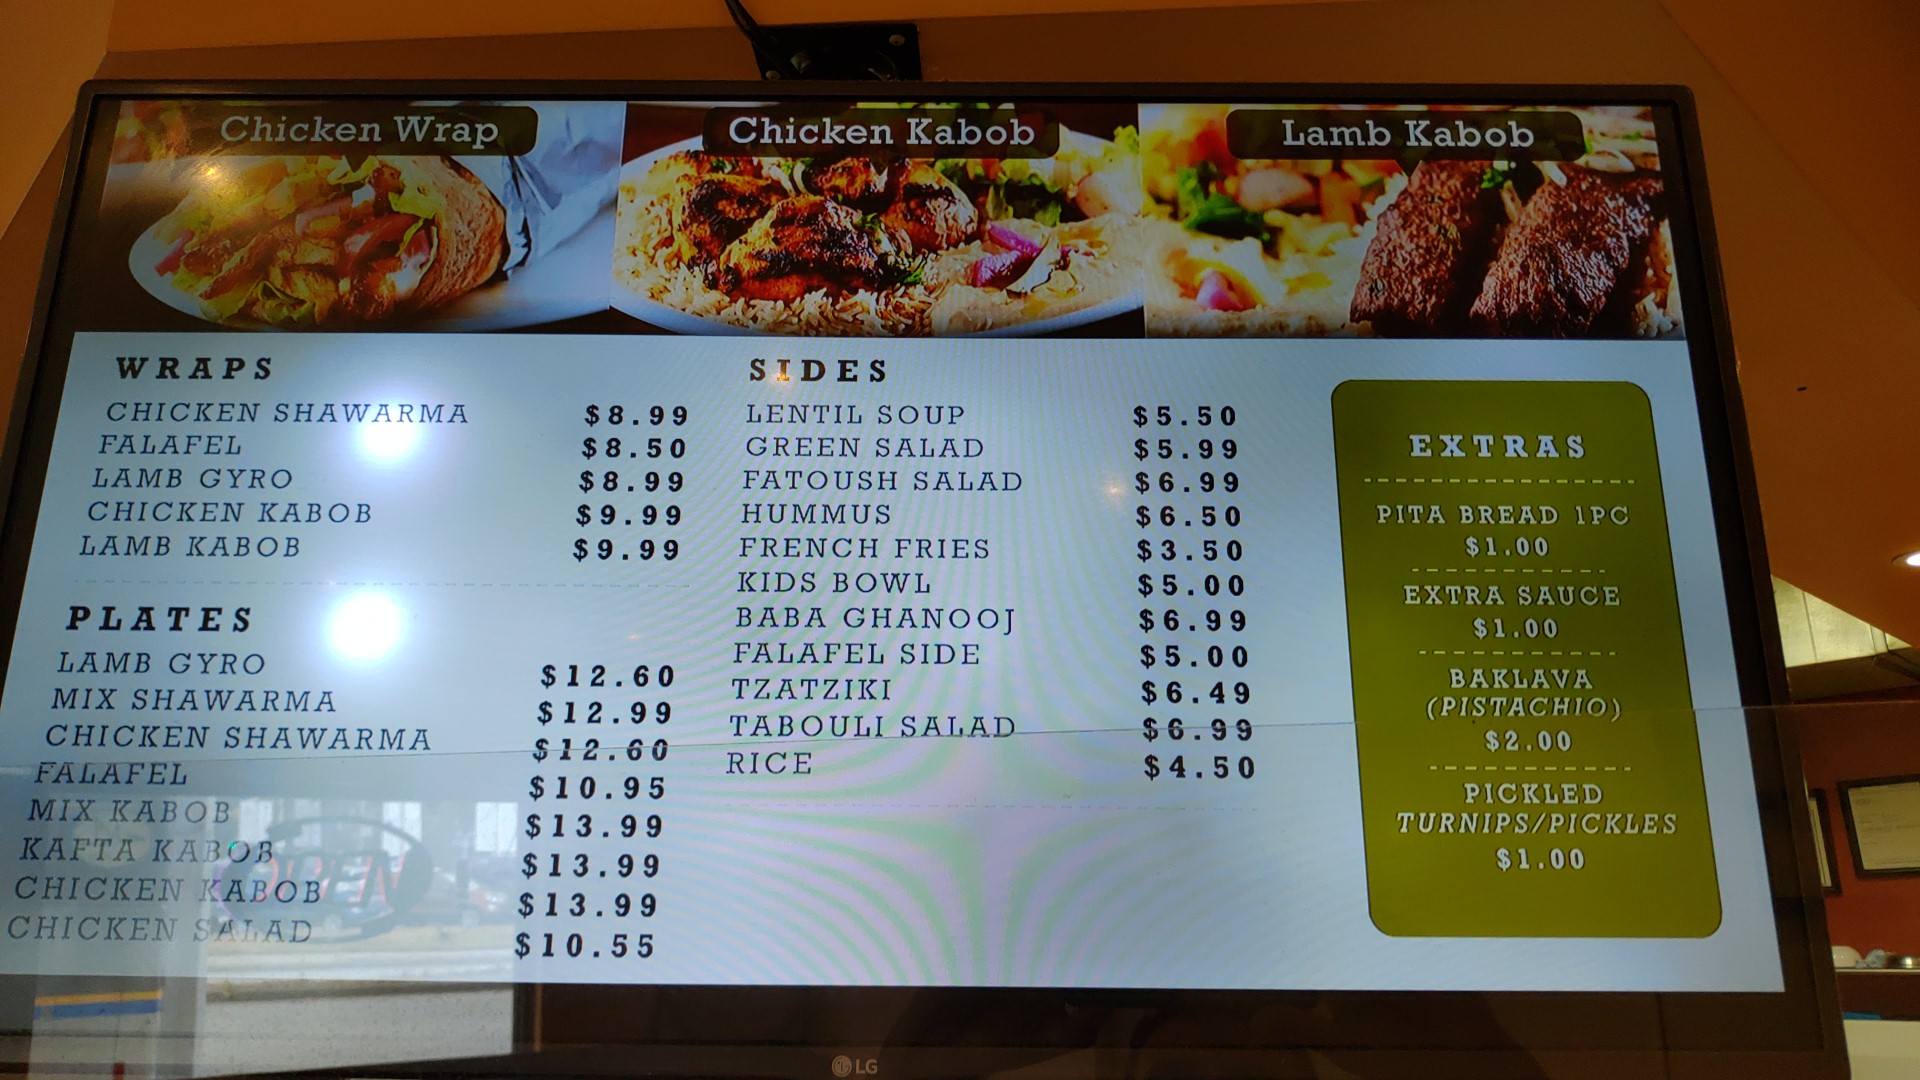 Chicken Wrap
Chicken Kabob
Lamb Kabob
WRAPS
CHICKEN SHAWARMA $8.99
FALAFEL $8.50
LAMB GYRO $8.99
CHICKEN KABOB $9.99
LAMB KABOB $9.99
PLATES
LAMB GYRO $12.60
MIX SHAWARMA $12.99
CHICKEN SHAWARMA $12.60
FALAFEL $10.95
MIX KABOB $13.99
KAFTA KABOB $13.99
CHICKEN KABOB $13.99
CHICKEN SALAD $10.55
SIDES
LENTIL SOUP $5.50
GREEN SALAD $5.99
FATOUSH SALAD $6.99
HUMMUS $6.50
FRENCH FRIES $3.50
KIDS BOWL $5.00
BABA GHANOOJ $6.99
FALAFEL SIDE $5.00
TZATZIKI $6.49
TABOULI SALAD $6.99
RICE $4.50
EXTRAS
PITA BREAD 1PC
$1.00
EXTRA SAUCE
$1.00
BAKLAVA
(PISTACHIO)
$2.00
PICKLED
TURNIPS/PICKLES
$1.00
OPEN
LG